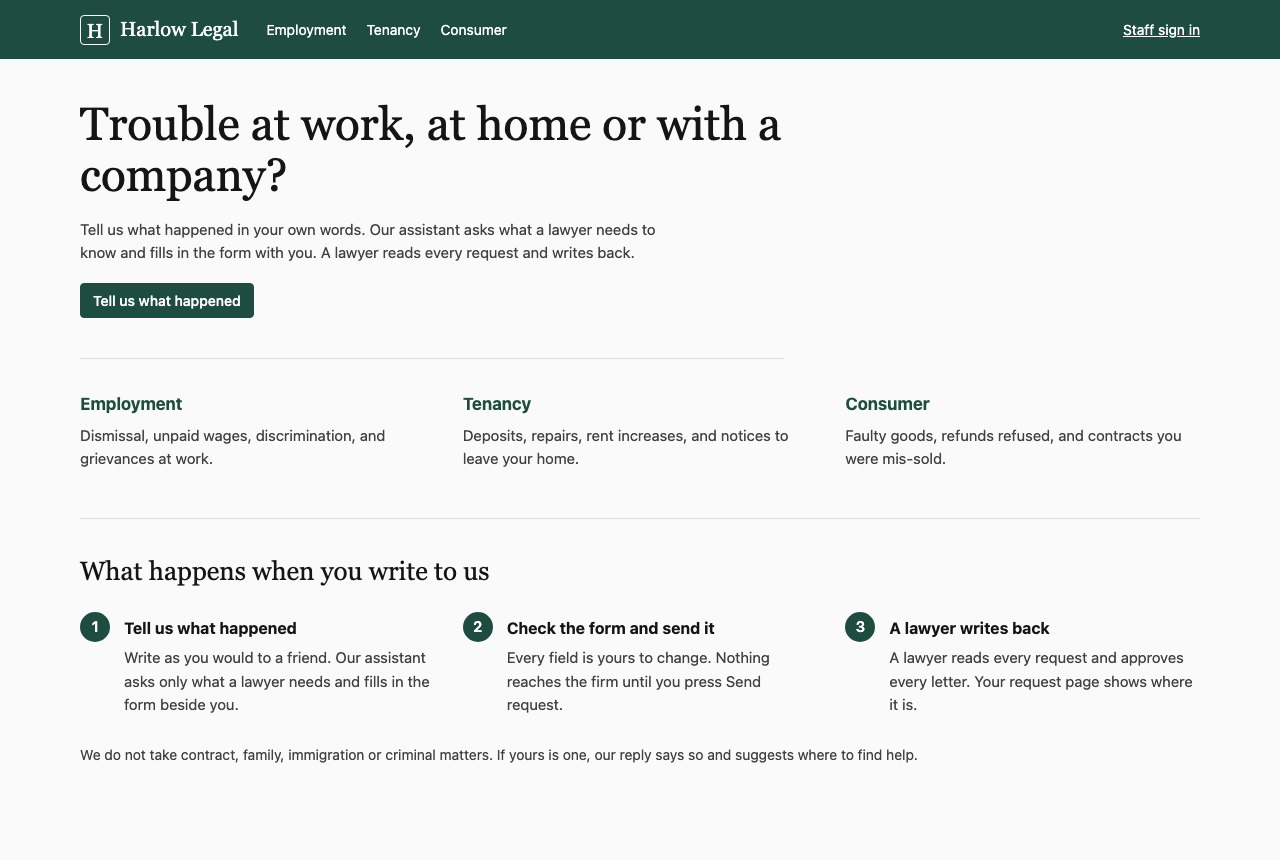 H Harlow Legal Employment Tenancy Consumer Staff sign in
Trouble at work, at home or with a
company?
Tell us what happened in your own words. Our assistant asks what a lawyer needs to
know and fills in the form with you. A lawyer reads every request and writes back.
Tell us what happened
Employment
Dismissal, unpaid wages, discrimination, and
grievances at work.
Tenancy
Deposits, repairs, rent increases, and notices to
leave your home.
Consumer
Faulty goods, refunds refused, and contracts you
were mis-sold.
What happens when you write to us
1 Tell us what happened
Write as you would to a friend. Our assistant
asks only what a lawyer needs and fills in the
form beside you.
2 Check the form and send it
Every field is yours to change. Nothing
reaches the firm until you press Send
request.
3 A lawyer writes back
A lawyer reads every request and approves
every letter. Your request page shows where
it is.
We do not take contract, family, immigration or criminal matters. If yours is one, our reply says so and suggests where to find help.